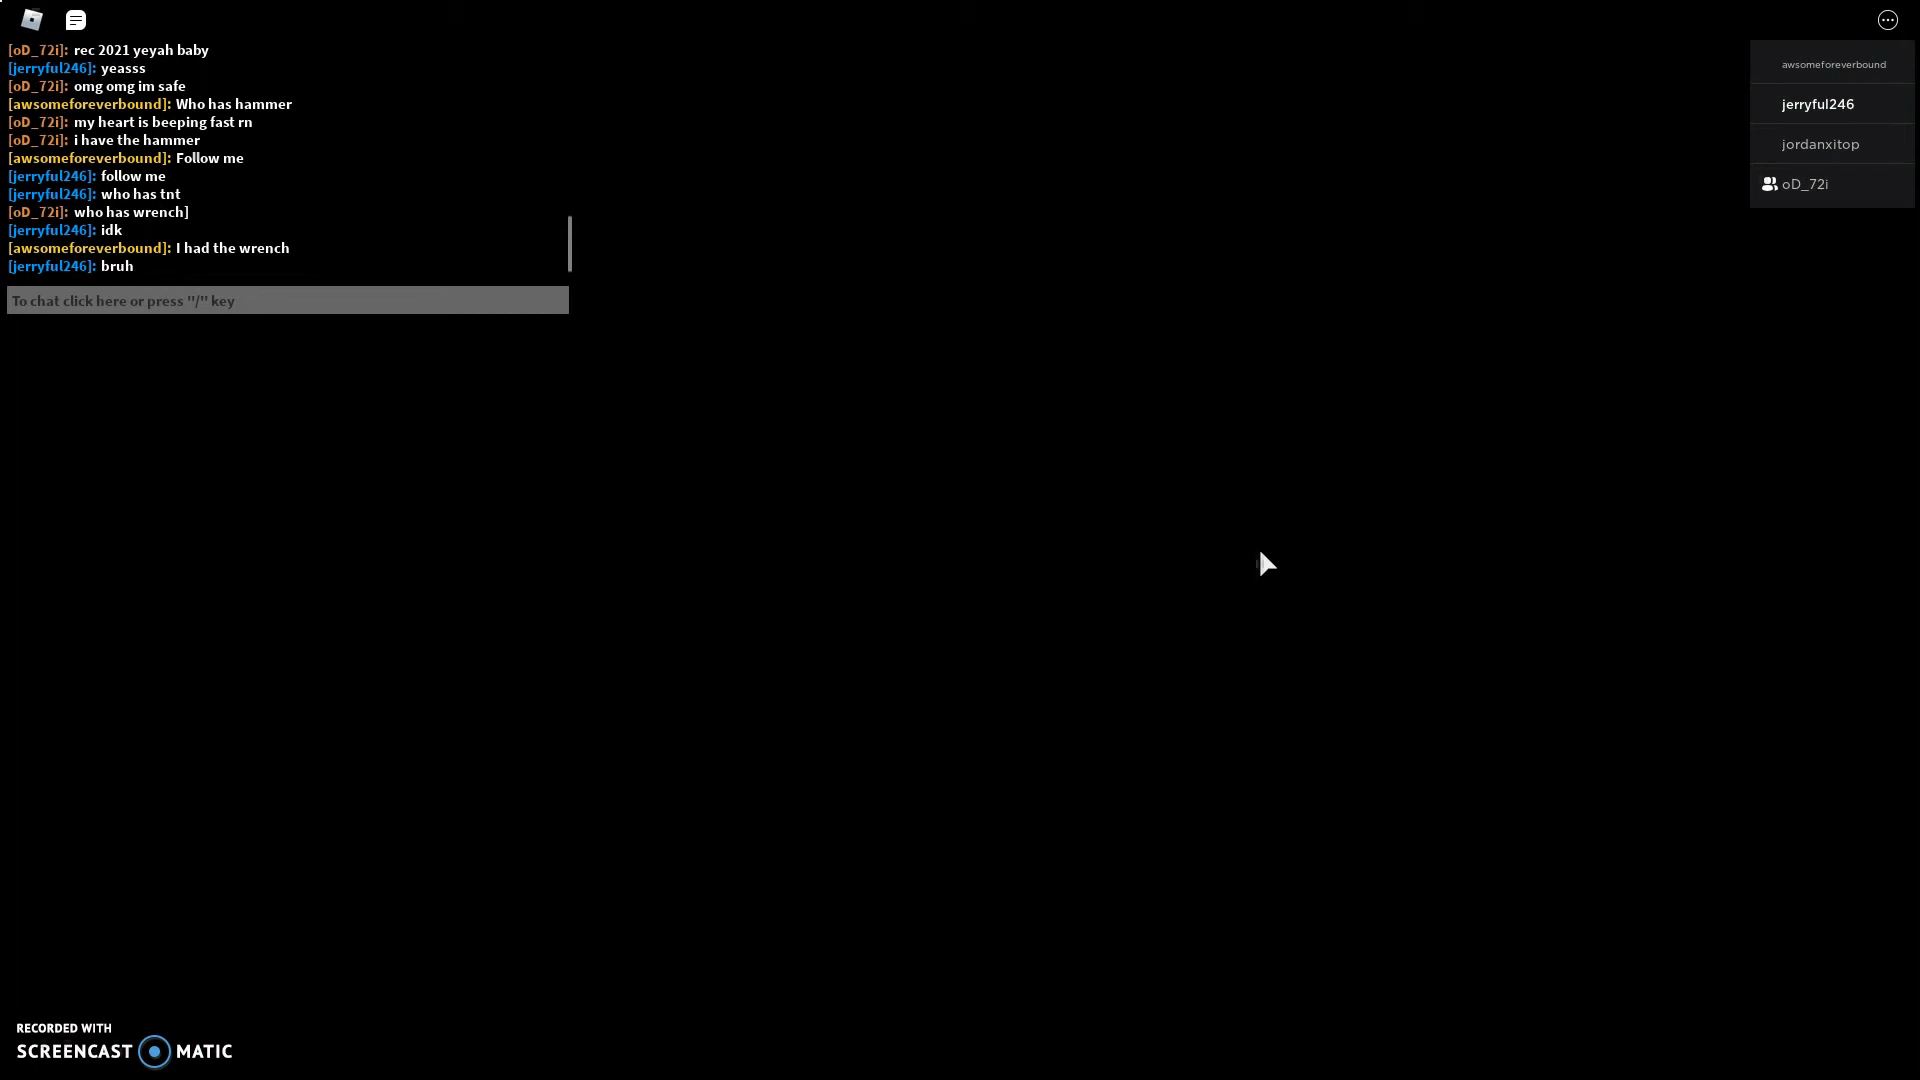 [oD_72i]: rec 2021 yeyah baby
[jerryful246]: yeasss
[oD_72i]: omg omg im safe
[awsomeforeverbound]: Who has hammer
[oD_72i]: my heart is beeping fast rn
[oD_72i]: i have the hammer
[awsomeforeverbound]: Follow me
[jerryful246]: follow me
[jerryful246]: who has tnt
[oD_72i]: who has wrench]
[jerryful246]: idk
[awsomeforeverbound]: I had the wrench
[jerryful246]: bruh
To chat click here or press "/" key
awsomeforeverbound
jerryful246
jordanxitop
oD_72i
RECORDED WITH
SCREENCAST MATIC